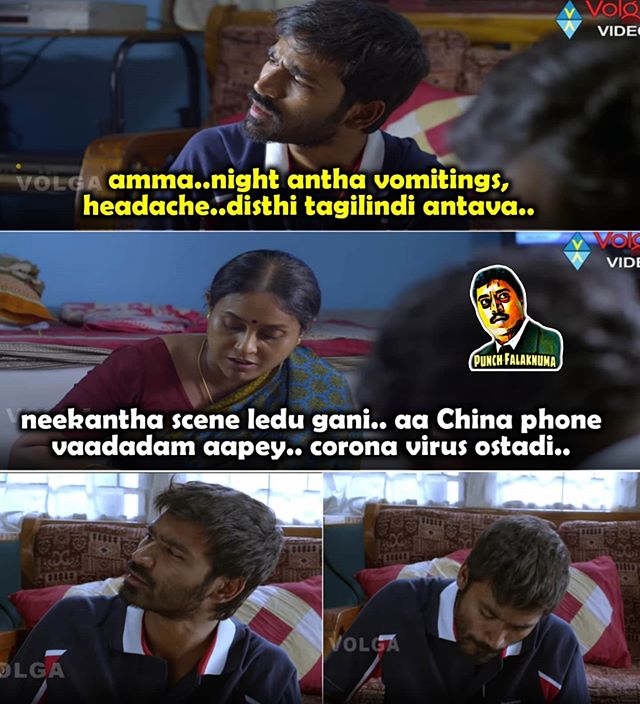 Volga
VIDEO
VOLGA
amma..night antha vomitings,
headache..disthi tagilindi antava..
Volga
VIDE
PUNCH FALAKNUMA
neekantha scene ledu gani.. aa China phone
vaadadam aapey.. corona virus ostadi..
VOLGA
OLGA